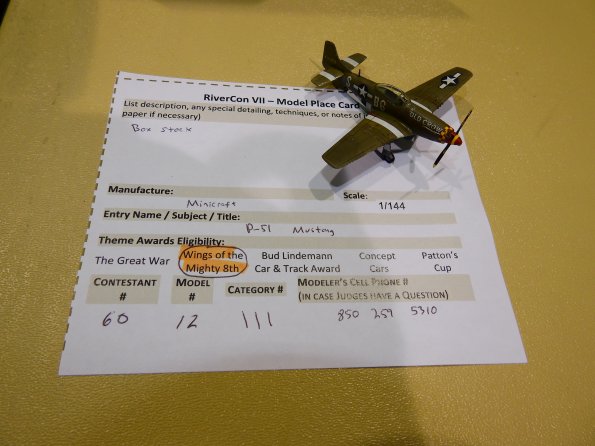 RiverCon VII – Model Place Card
List description, any special detailing, techniques, or notes of
paper if necessary)
Box Stock
OLD CROW
Manufacture:
Scale:
Minicraft
1/144
Entry Name / Subject / Title:
P-51 Mustang
Theme Awards Eligibility:
The Great War
Wings of the
Mighty 8th
Bud Lindemann
Car & Track Award
Concept
Cars
Patton's
Cup
CONTESTANT
#
MODEL
#
CATEGORY #
MODELER'S CELL PHONE #
(IN CASE JUDGES HAVE A QUESTION)
60
12
111
850 259 5310